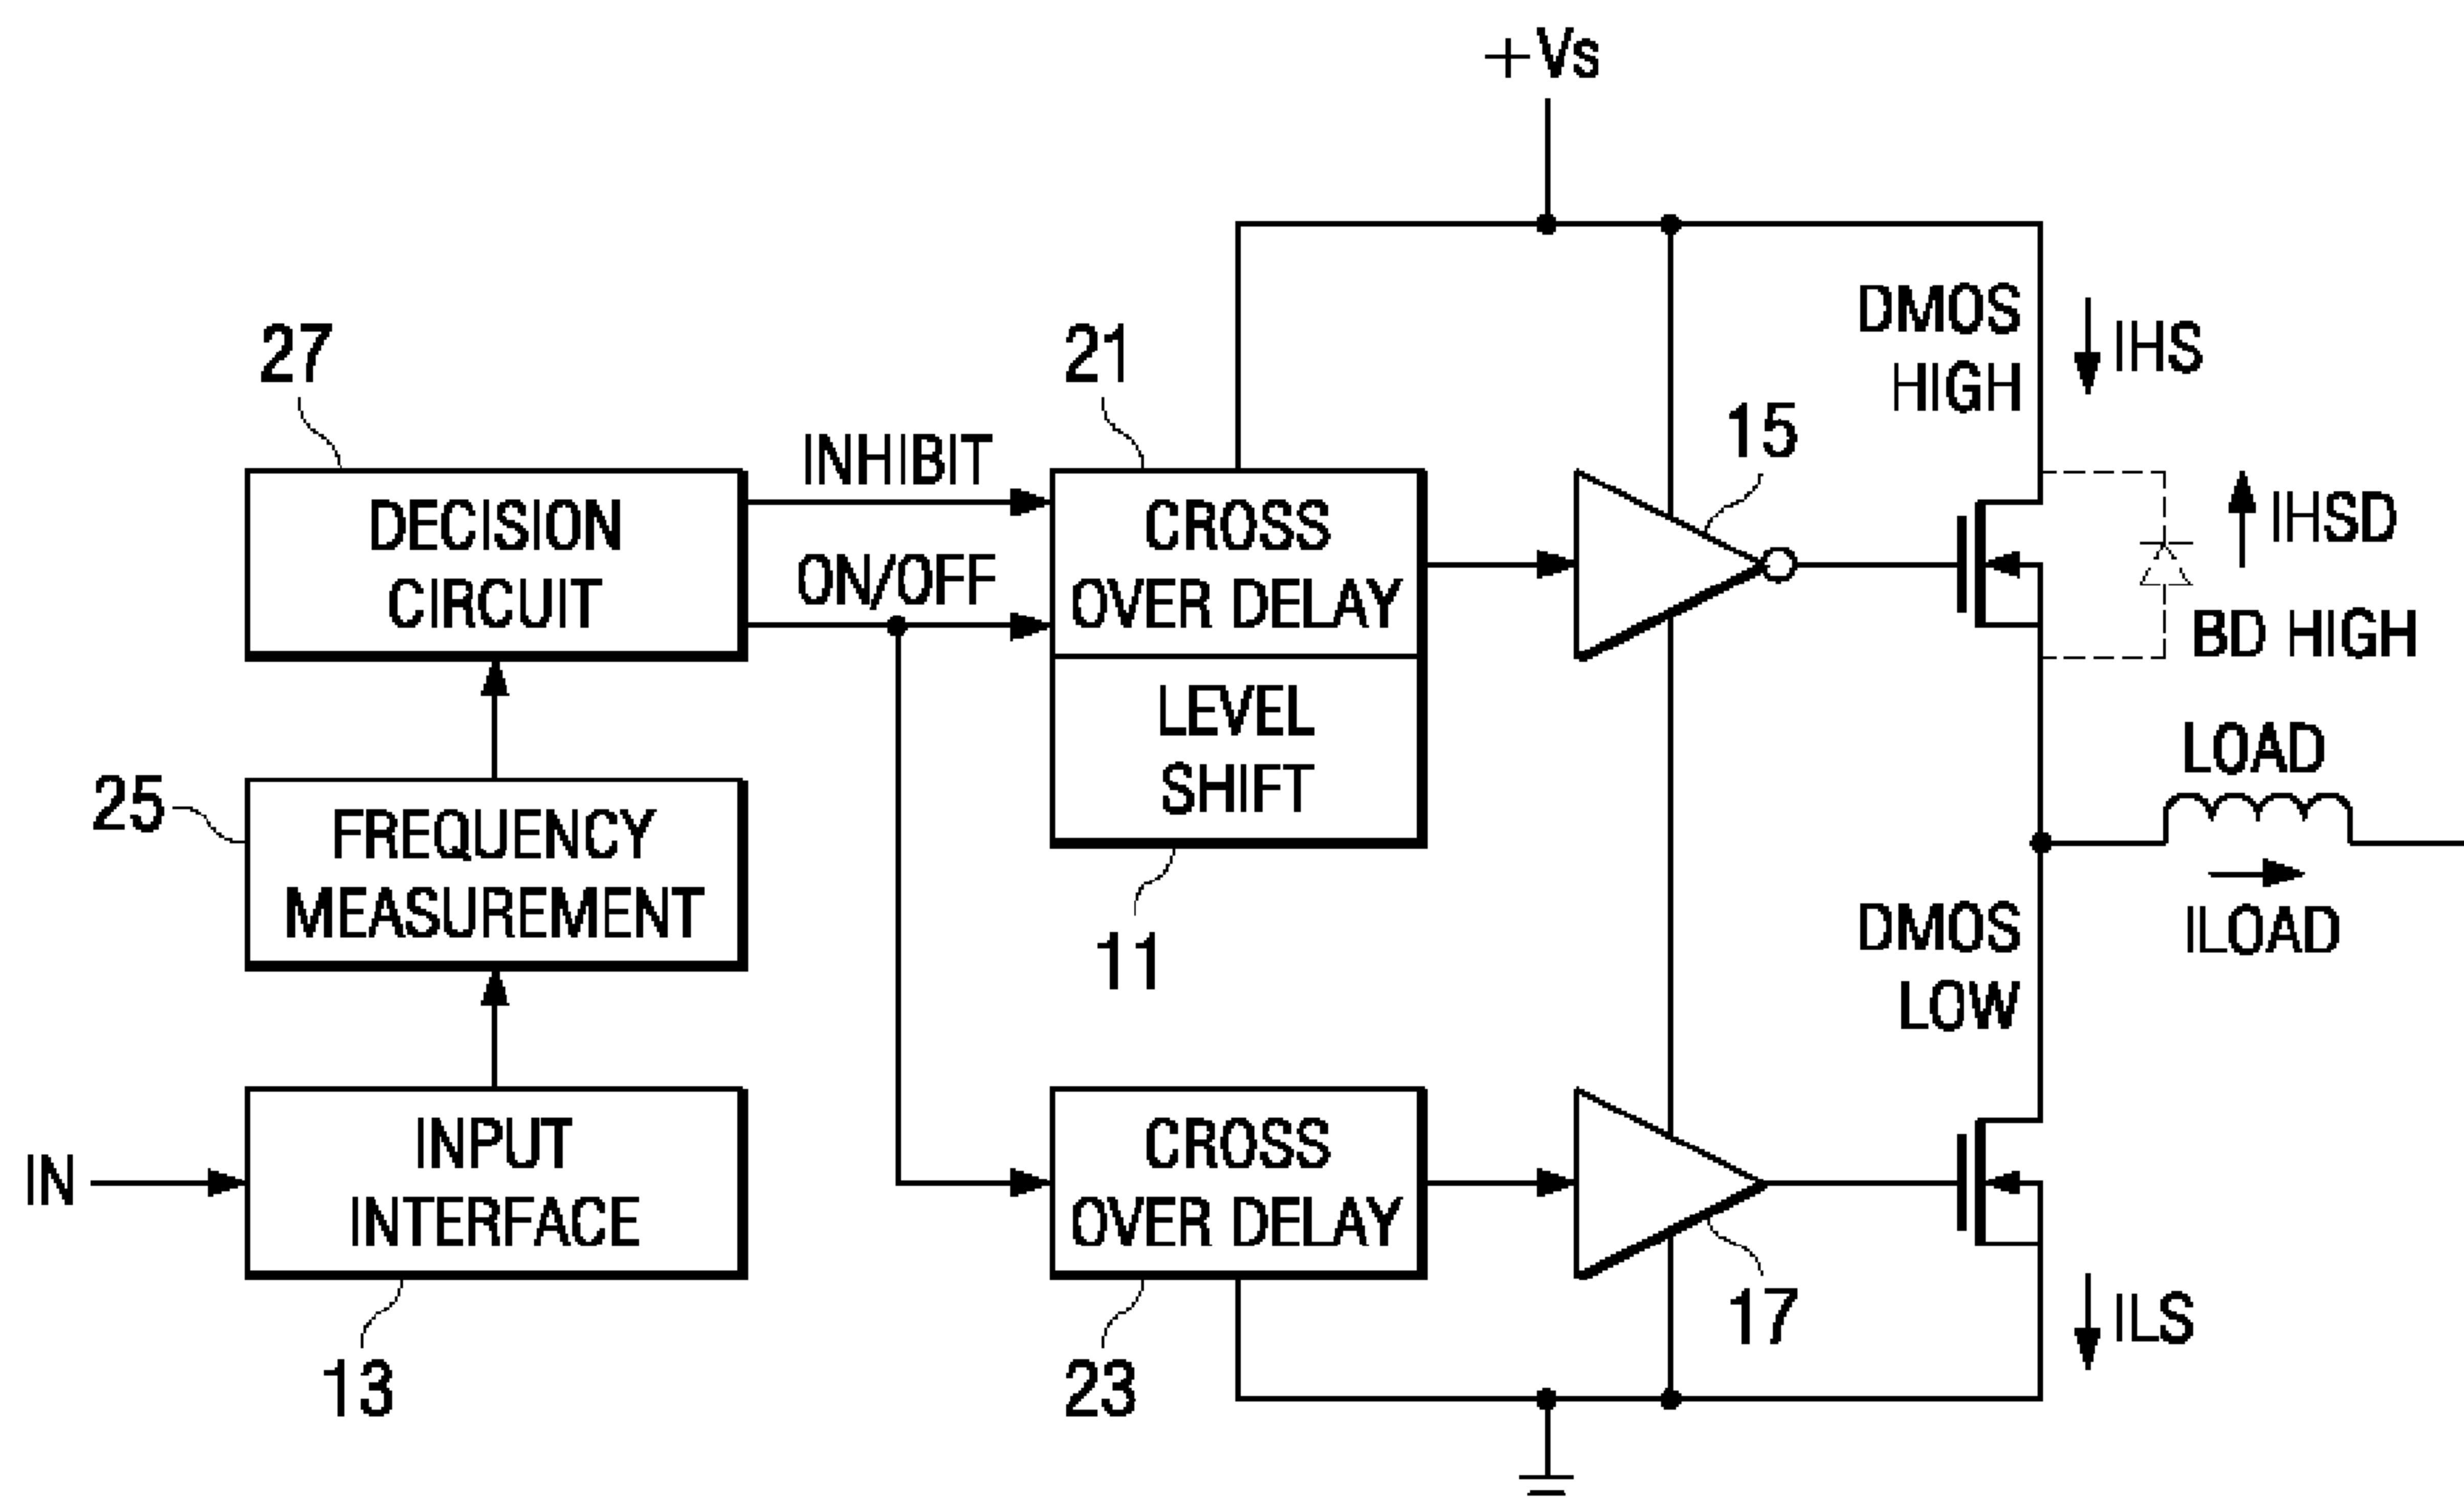 +Vs
27
21
DMOS
HIGH
IHS
15
INHIBIT
ON/OFF
DECISION
CIRCUIT
CROSS
OVER DELAY
IHSD
BD HIGH
LEVEL
SHIFT
11
25
FREQUENCY
MEASUREMENT
LOAD
ILOAD
DMOS
LOW
IN
INPUT
INTERFACE
13
CROSS
OVER DELAY
23
17
ILS